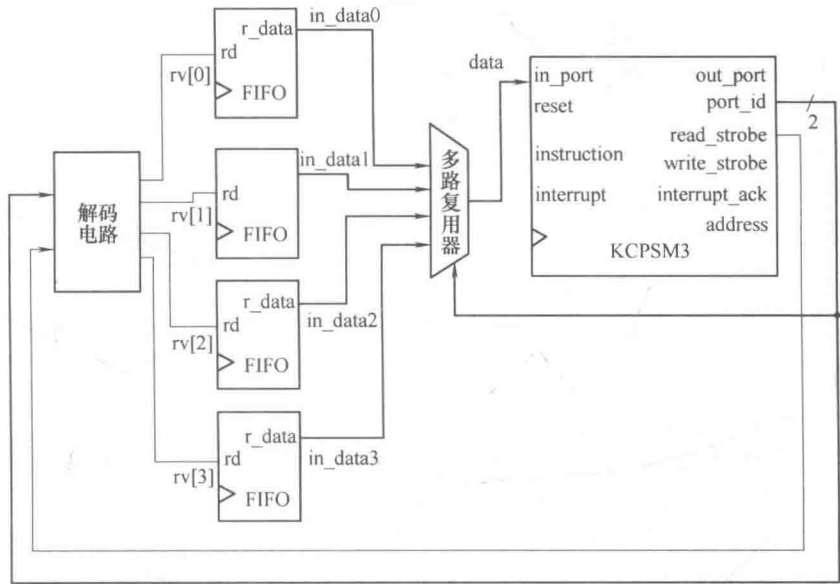 r_data
in_data0
rd
rv[0]
FIFO
data
in_port
out_port
reset
port_id
2
read_strobe
instruction
write_strobe
interrupt
interrupt_ack
address
KCPSM3
多路复用器
解码
电路
in_data1
rd
rv[1]
FIFO
r_data
in_data2
rd
rv[2]
FIFO
r_data
in_data3
rd
rv[3]
FIFO